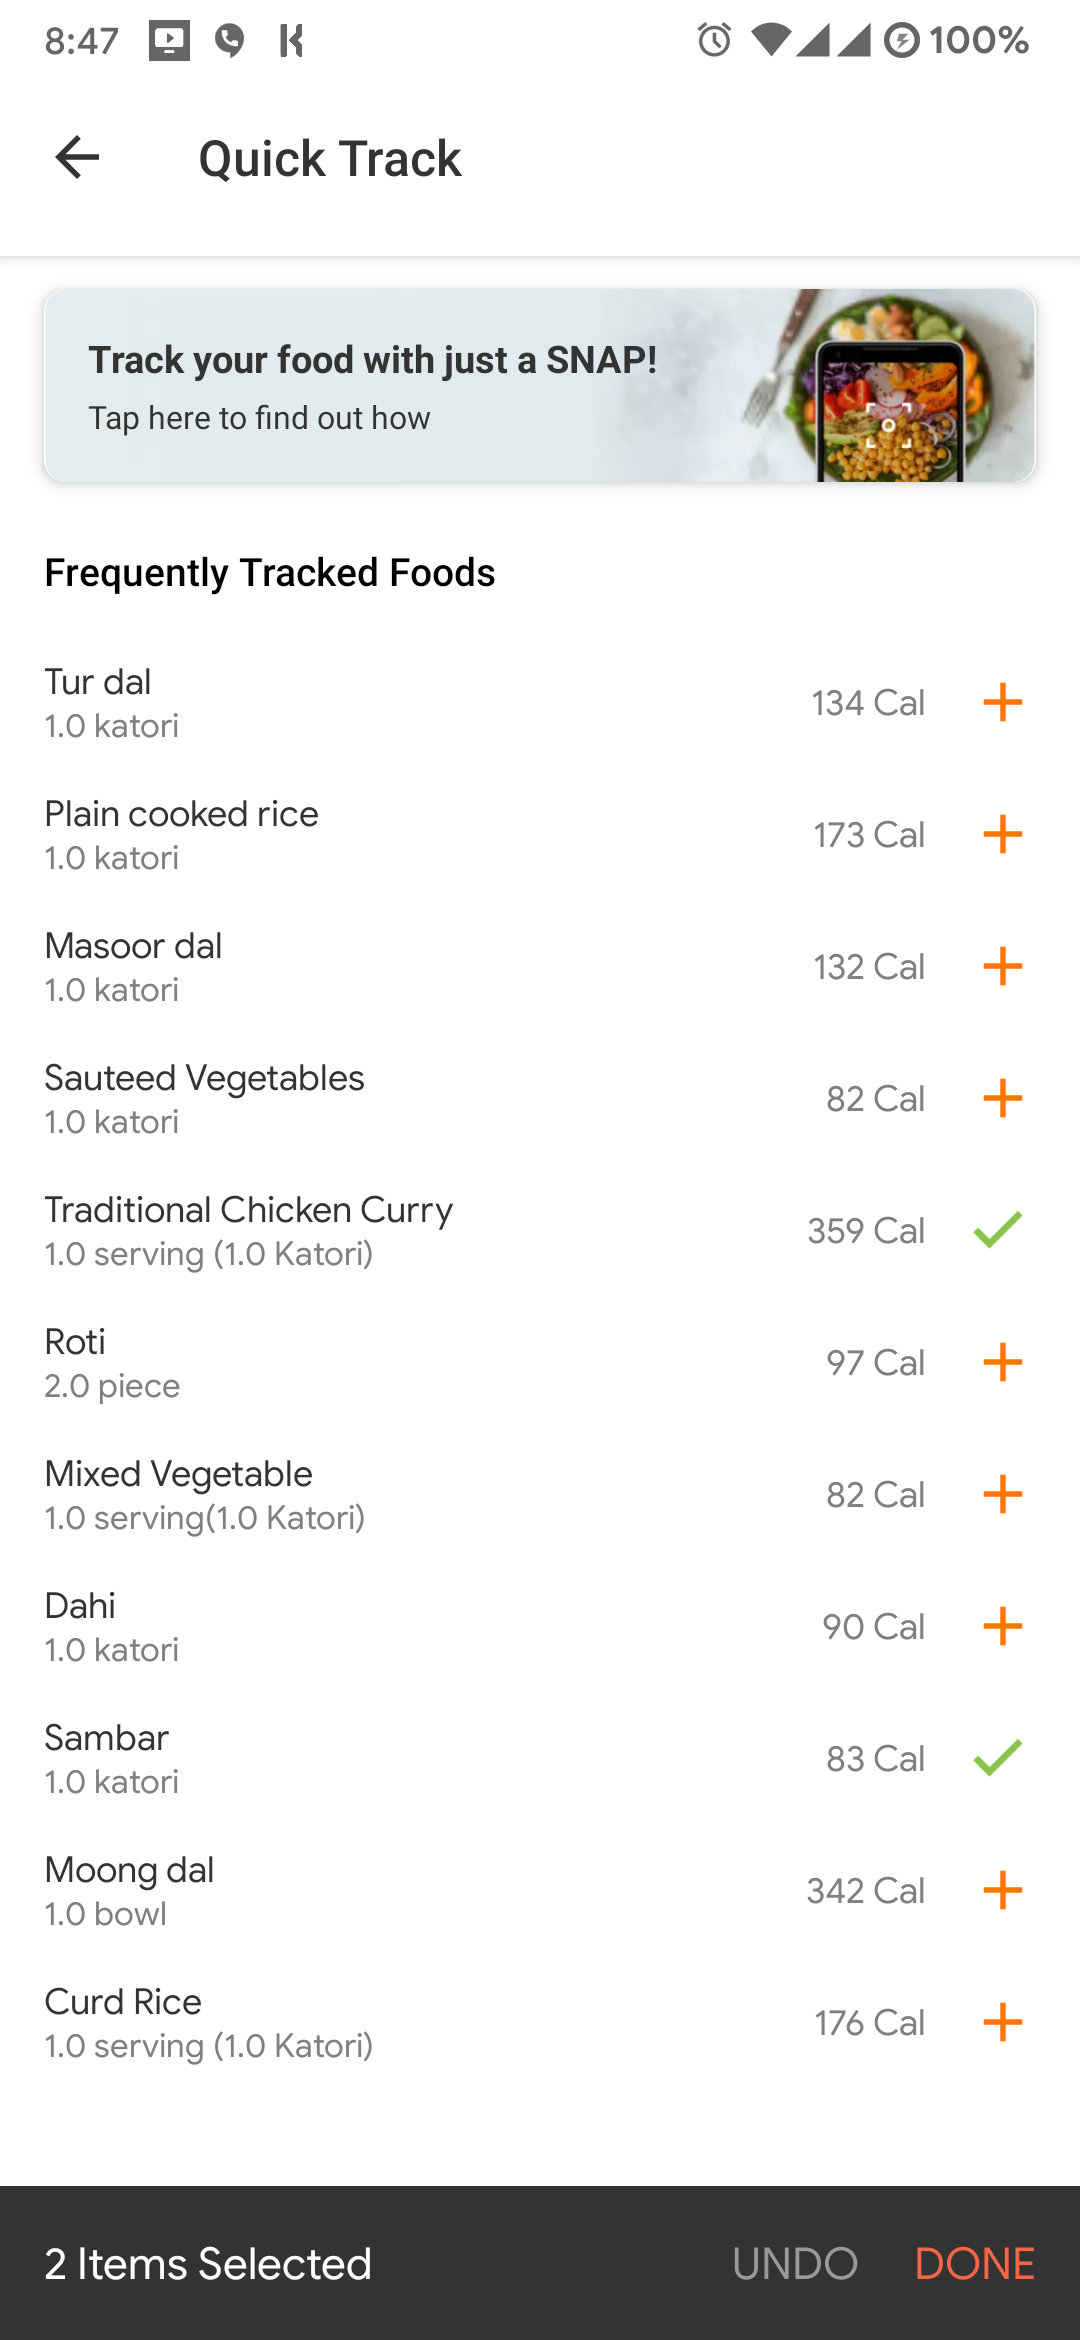 8:47
100%
Quick Track
Track your food with just a SNAP!
Tap here to find out how
Frequently Tracked Foods
Tur dal
1.0 katori
134 Cal
Plain cooked rice
1.0 katori
173 Cal
Masoor dal
1.0 katori
132 Cal
Sauteed Vegetables
1.0 katori
82 Cal
Traditional Chicken Curry
1.0 serving (1.0 Katori)
359 Cal
Roti
2.0 piece
97 Cal
Mixed Vegetable
1.0 serving(1.0 Katori)
82 Cal
Dahi
1.0 katori
90 Cal
Sambar
1.0 katori
83 Cal
Moong dal
1.0 bowl
342 Cal
Curd Rice
1.0 serving (1.0 Katori)
176 Cal
2 Items Selected
UNDO
DONE